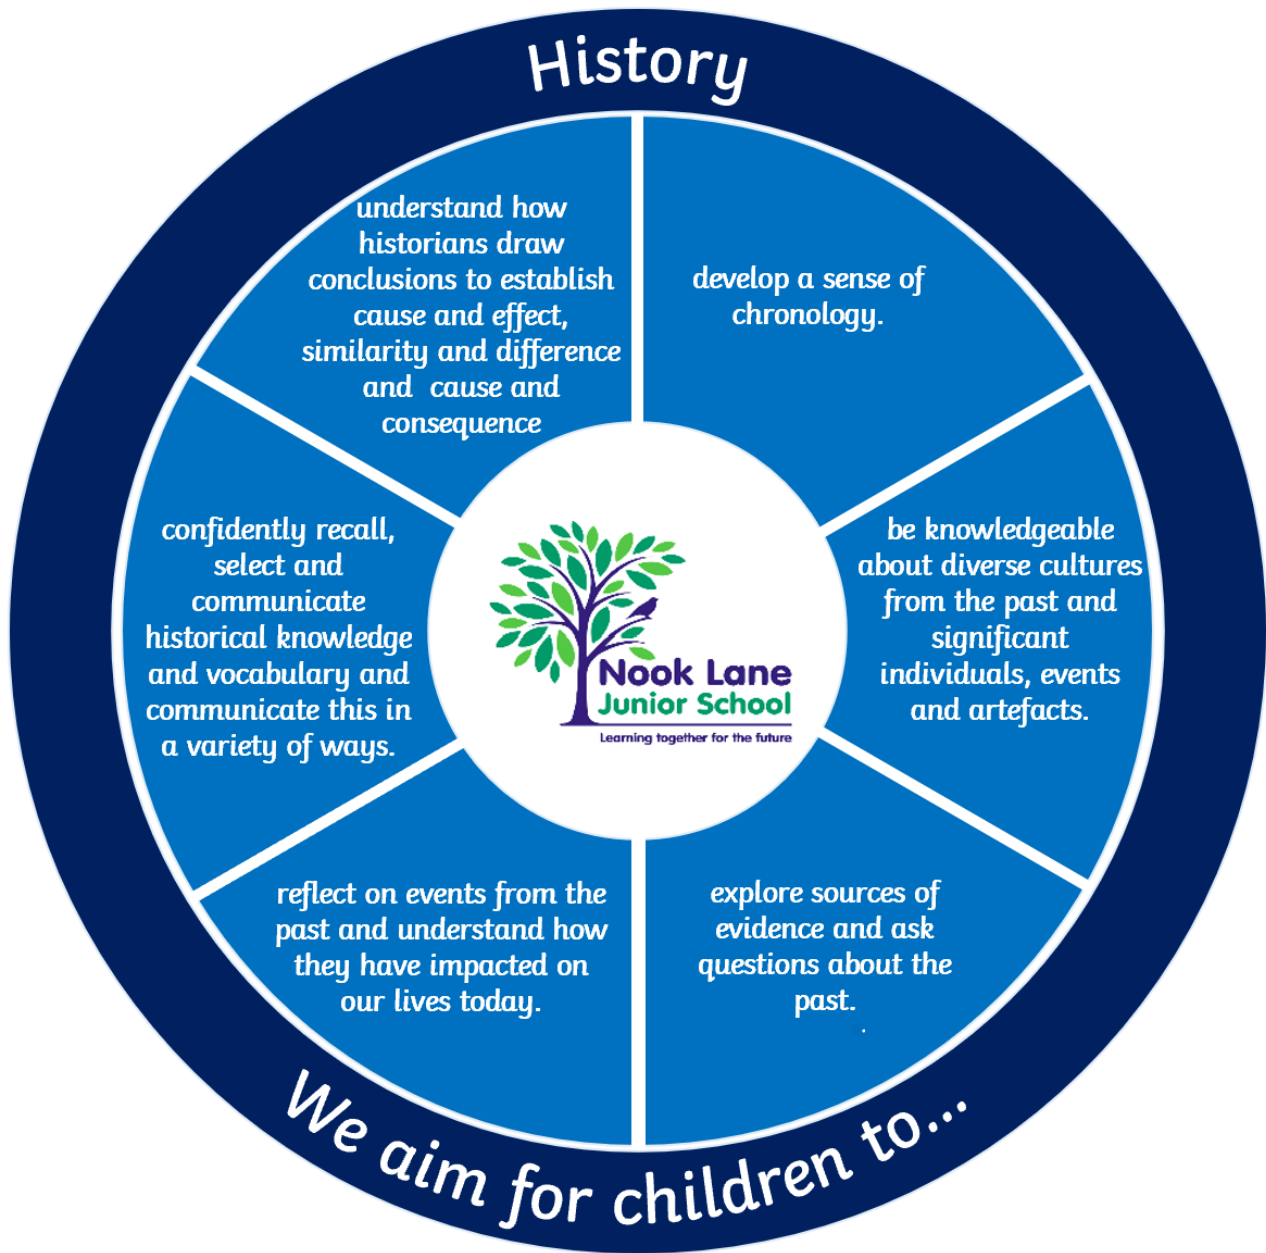 History
understand how
historians draw
conclusions to establish
cause and effect,
similarity and difference
and cause and
consequence
develop a sense of
chronology.
confidently recall,
select and
communicate
historical knowledge
and vocabulary and
communicate this in
a variety of ways.
be knowledgeable
about diverse cultures
from the past and
significant
individuals, events
and artefacts.
Nook Lane
Junior School
Learning together for the future
reflect on events from the
past and understand how
they have impacted on
our lives today.
explore sources of
evidence and ask
questions about the
past.
.
We aim for children to...